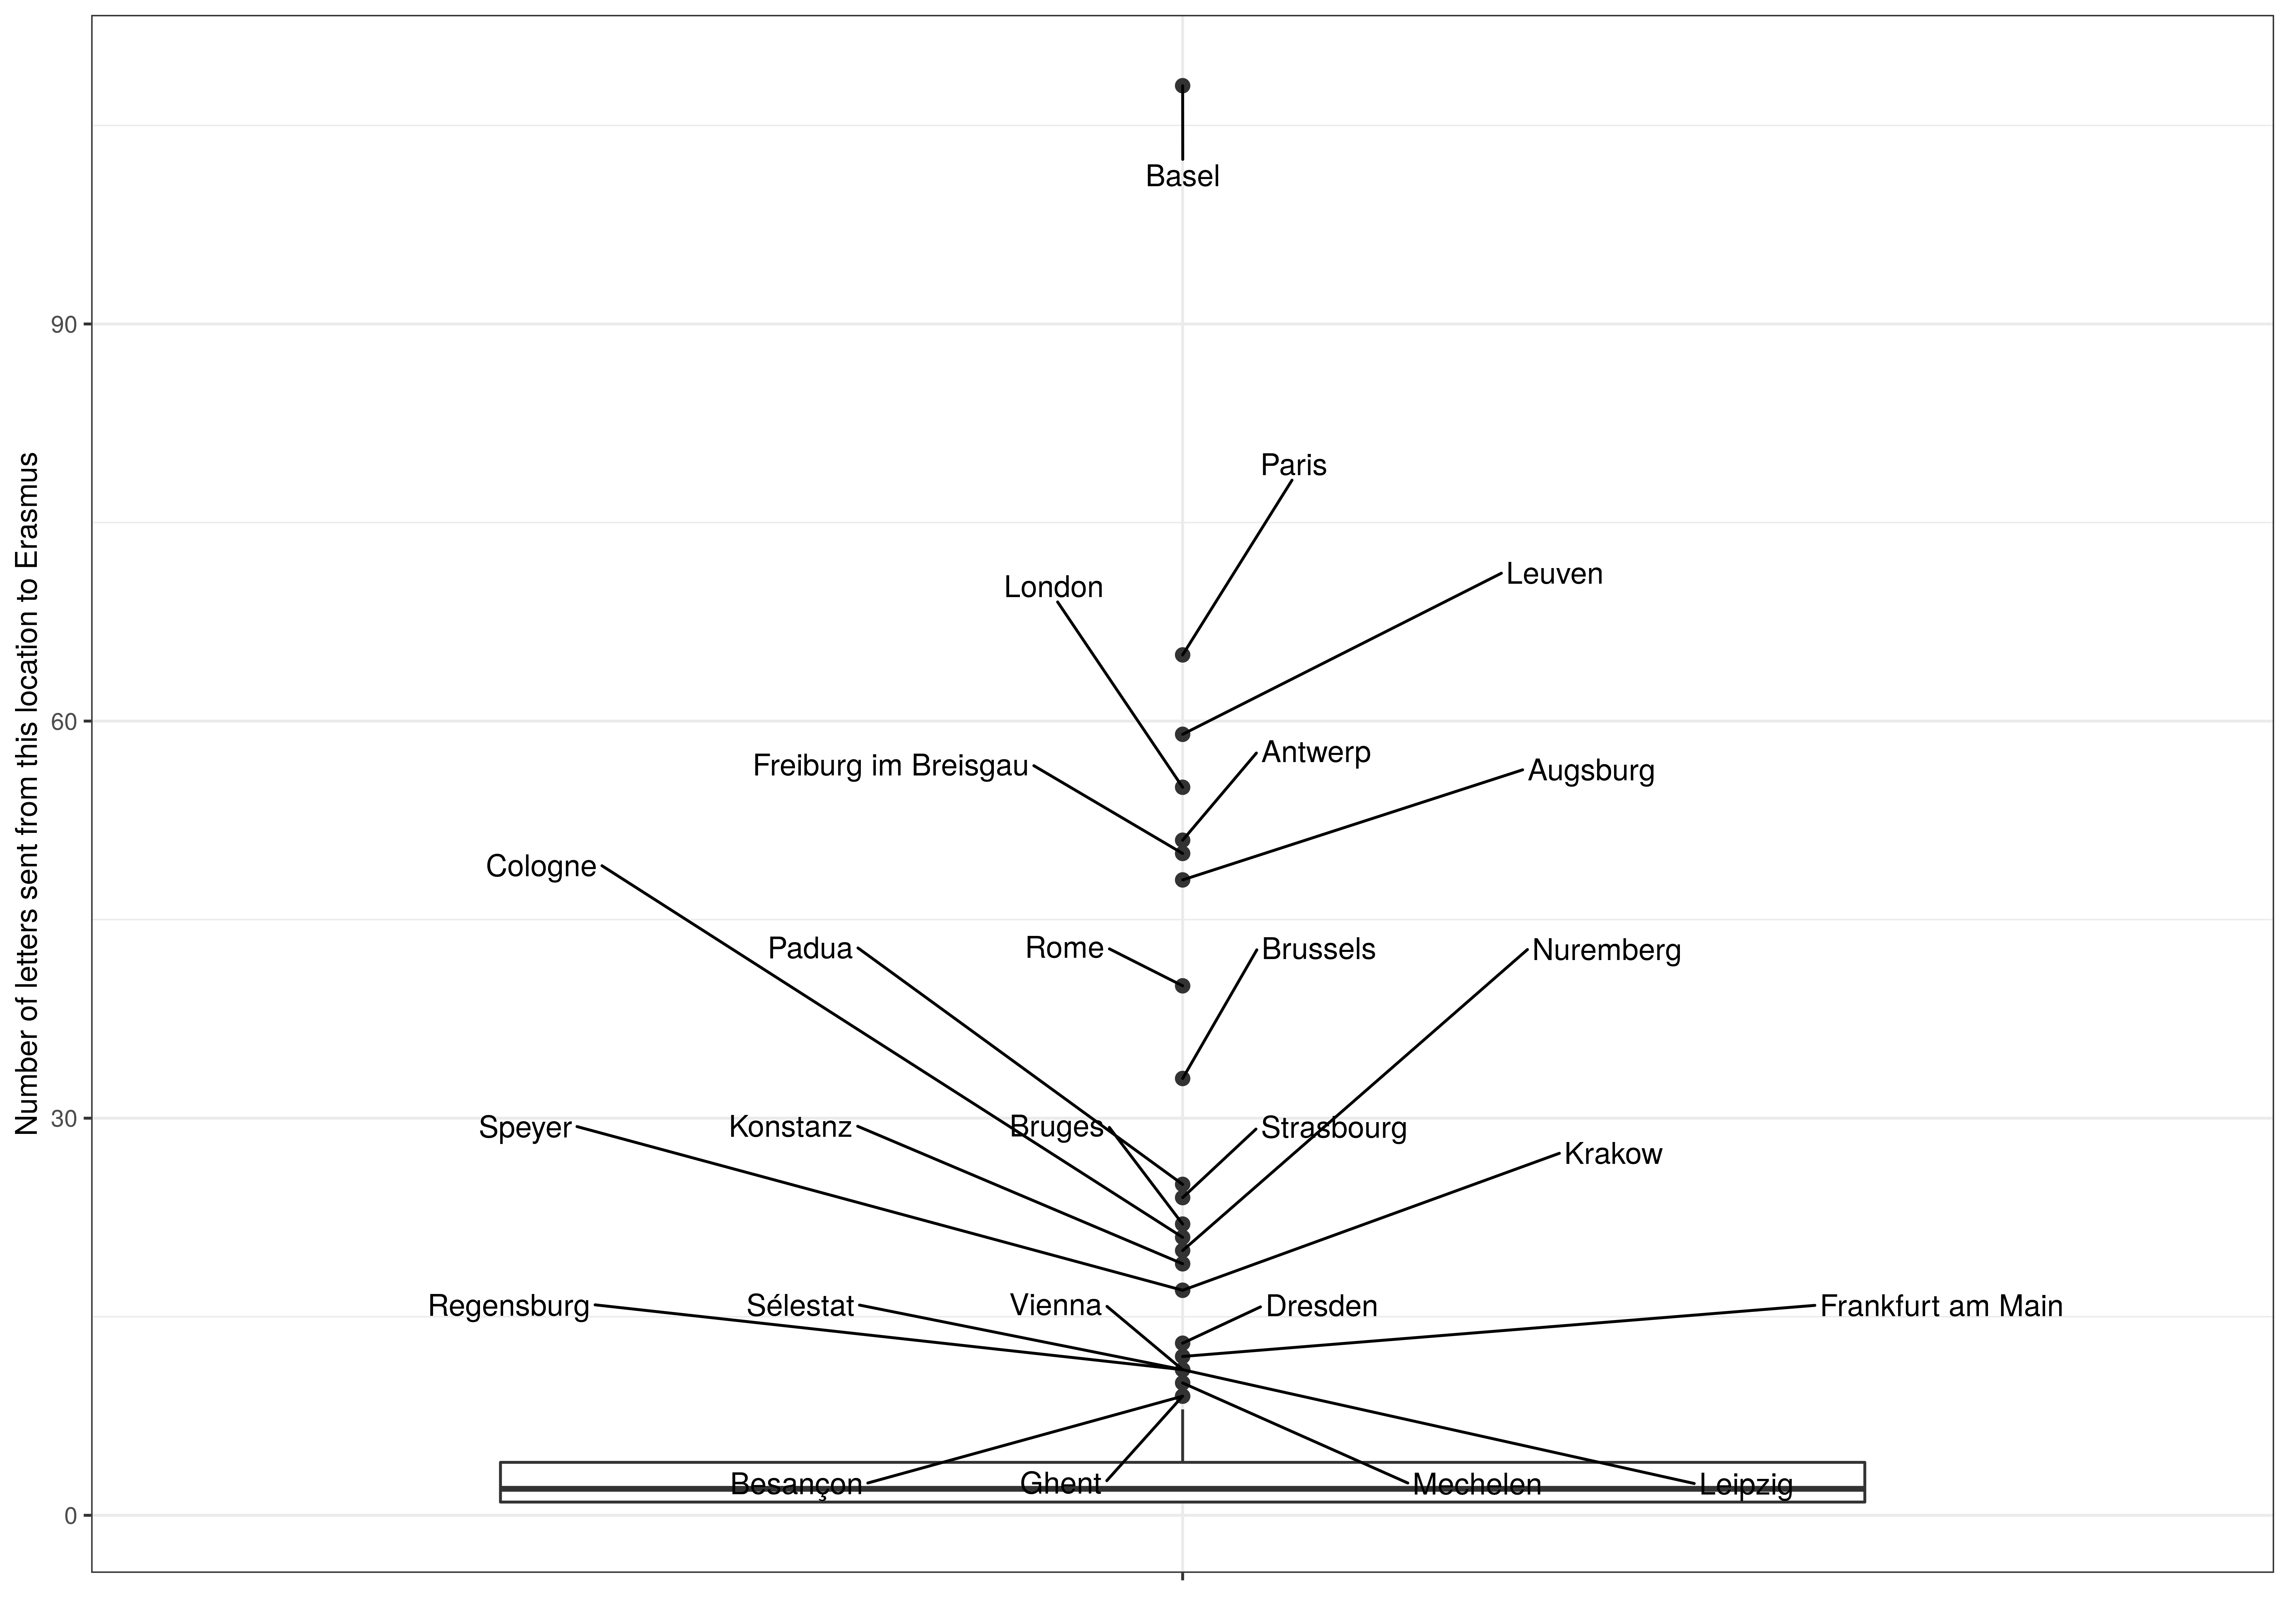 Number of letters sent from this location to Erasmus
90
60
30
0
Basel
Paris
Leuven
London
Antwerp
Freiburg im Breisgau
Augsburg
Cologne
Padua
Rome
Brussels
Nuremberg
Speyer
Konstanz
Bruges
Strasbourg
Krakow
Regensburg
Sélestat
Vienna
Dresden
Frankfurt am Main
Besançon
Ghent
Mechelen
Leipzig